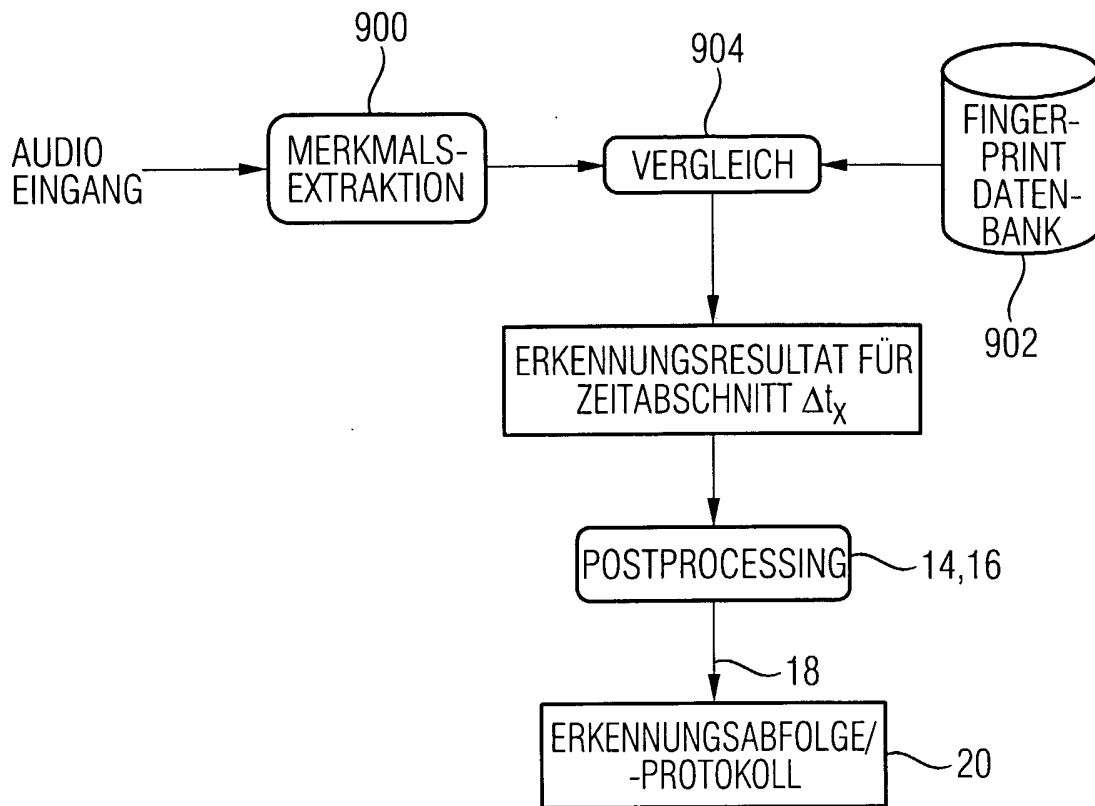 900
904
AUDIO
EINGANG
MERKMALS-
EXTRAKTION
VERGLEICH
FINGER-
PRINT
DATEN-
BANK
902
ERKENNUNGSRESULTAT FÜR
ZEITABSCHNITT ΔtX
POSTPROCESSING
14,16
18
ERKENNUNGSABFOLGE/
-PROTOKOLL
20